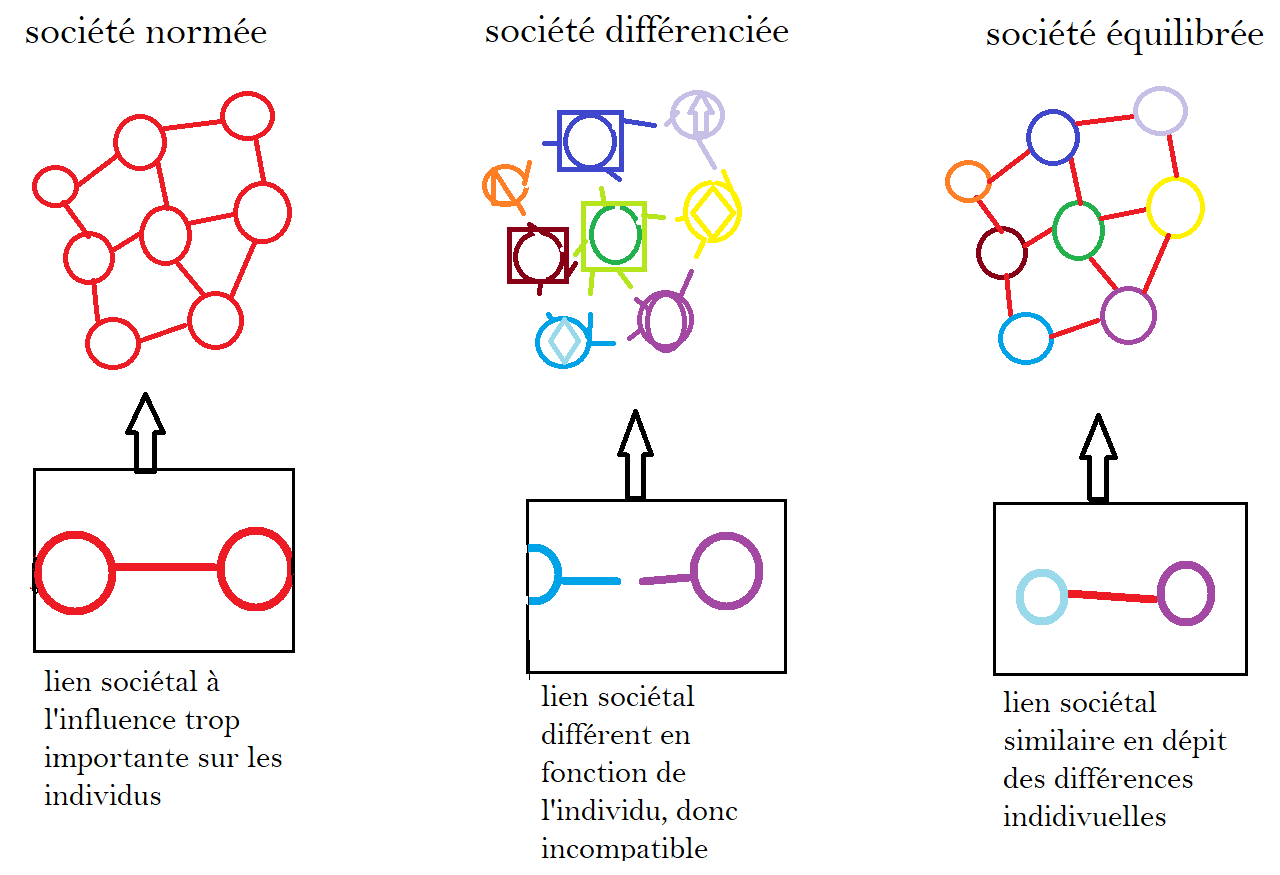 société normée
société différenciée
société équilibrée
lien sociétal à
l'influence trop
importante sur les
individus
lien sociétal
différent en
fonction de
l'individu, donc
incompatible
lien sociétal
similaire en dépit
des différences
indidivuelles